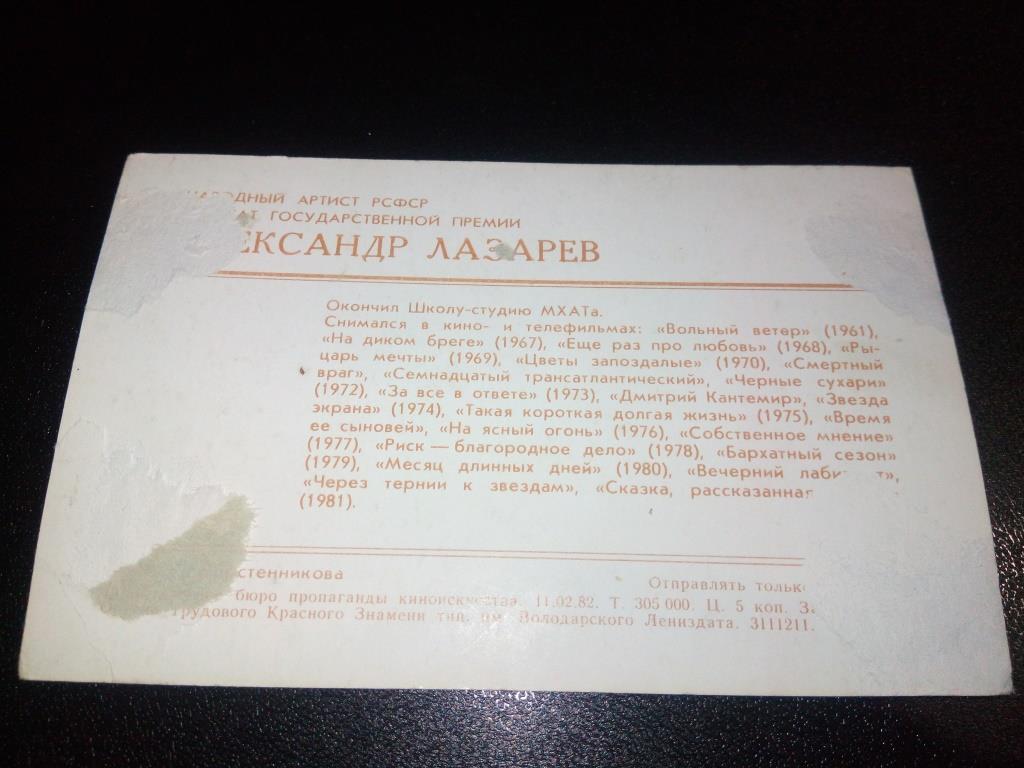 НАРОДНЫЙ АРТИСТ РСФСР
ГОСУДАРСТВЕННОЙ ПРЕМИИ
ЕКСАНДР ЛАЗАРЕВ
Окончил Школу-студию МХАТа.
Снимался в кино- и телефильмах: «Вольный ветер» (1961),
«На диком бреге» (1967), «Еще раз про любовь» (1968), «Ры-
царь мечты» (1969), «Цветы запоздалые» (1970), «Смертный
враг», «Семнадцатый трансатлантический», «Черные сухари»
(1972), «За все в ответе» (1973), «Дмитрий Кантемир», «Звезда
экрана» (1974), «Такая короткая долгая жизнь» (1975), «Время
ее сыновей», «На ясный огонь» (1976), «Собственное мнение»
(1977), «Риск — благородное дело» (1978), «Бархатный сезон»
(1979), «Месяц длинных дней» (1980), «Вечерний
«Через тернии к звездам», «Сказка, рассказанная
(1981).
стенникова
Отправлять только
бюро пропаганды киноискусства. 11.02.82. Т. 305 000. Ц. 5 коп.
Трудового Красного Знамени тип. им. Володарского Лениздата. 3111211.